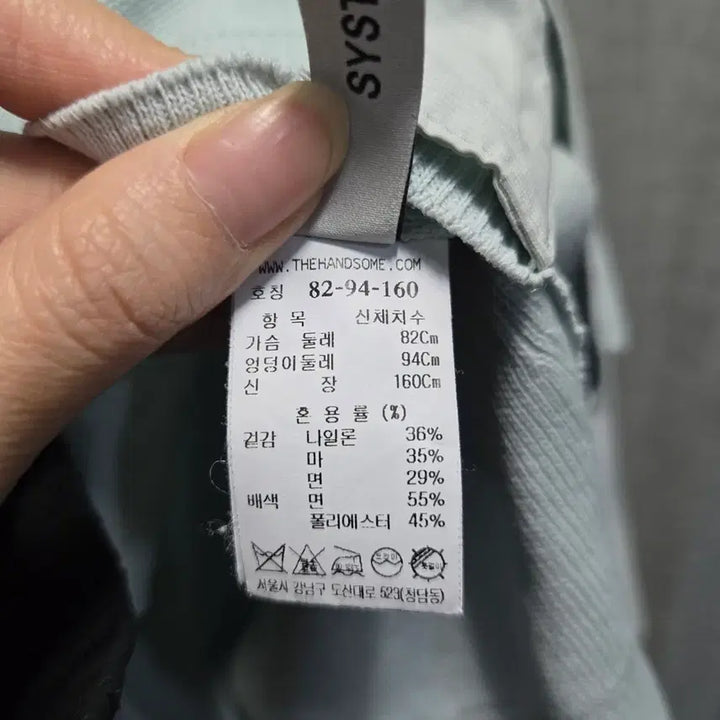 SYST
WWW.THEHANDSOME.COM
호칭 82-94-160
항 목 신체치수
가슴 둘레 82Cm
엉덩이둘레 94Cm
신 장 160Cm
혼 용 률 (%)
겉감 나일론 36%
마 35%
면 29%
배색 면 55%
폴리에스터 45%
서울시 강남구 도산대로 523(청담동)